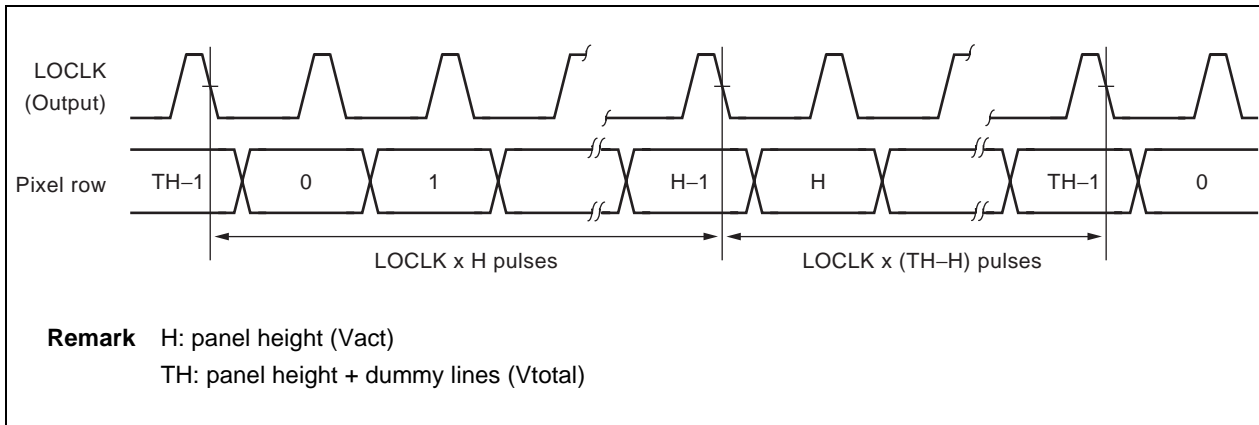 LOCLK
(Output)
Pixel row TH–1 0 1 H-1 H TH–1 0
LOCLK x H pulses LOCLK x (TH–H) pulses
Remark H: panel height (Vact)
TH: panel height + dummy lines (Vtotal)